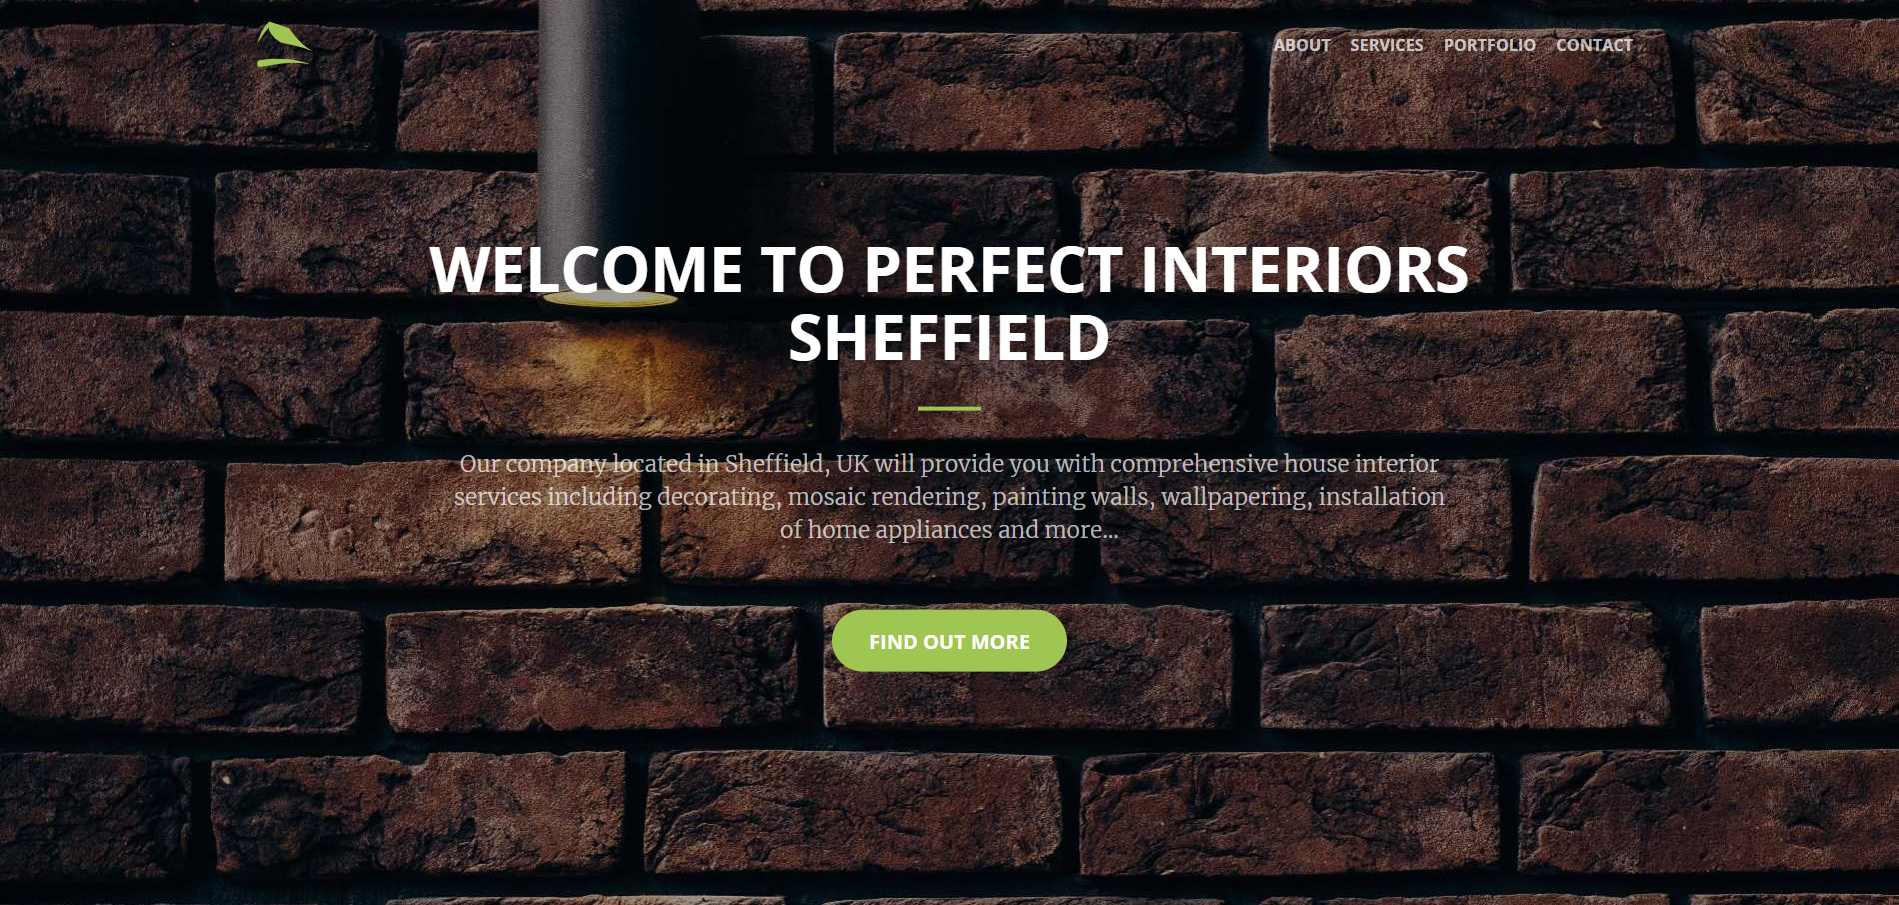 ABOUT SERVICES PORTFOLIO CONTACT
WELCOME TO PERFECT INTERIORS
SHEFFIELD
Our company located in Sheffield, UK will provide you with comprehensive house interior
services including decorating, mosaic rendering, painting walls, wallpapering, installation
of home appliances and more...
FIND OUT MORE